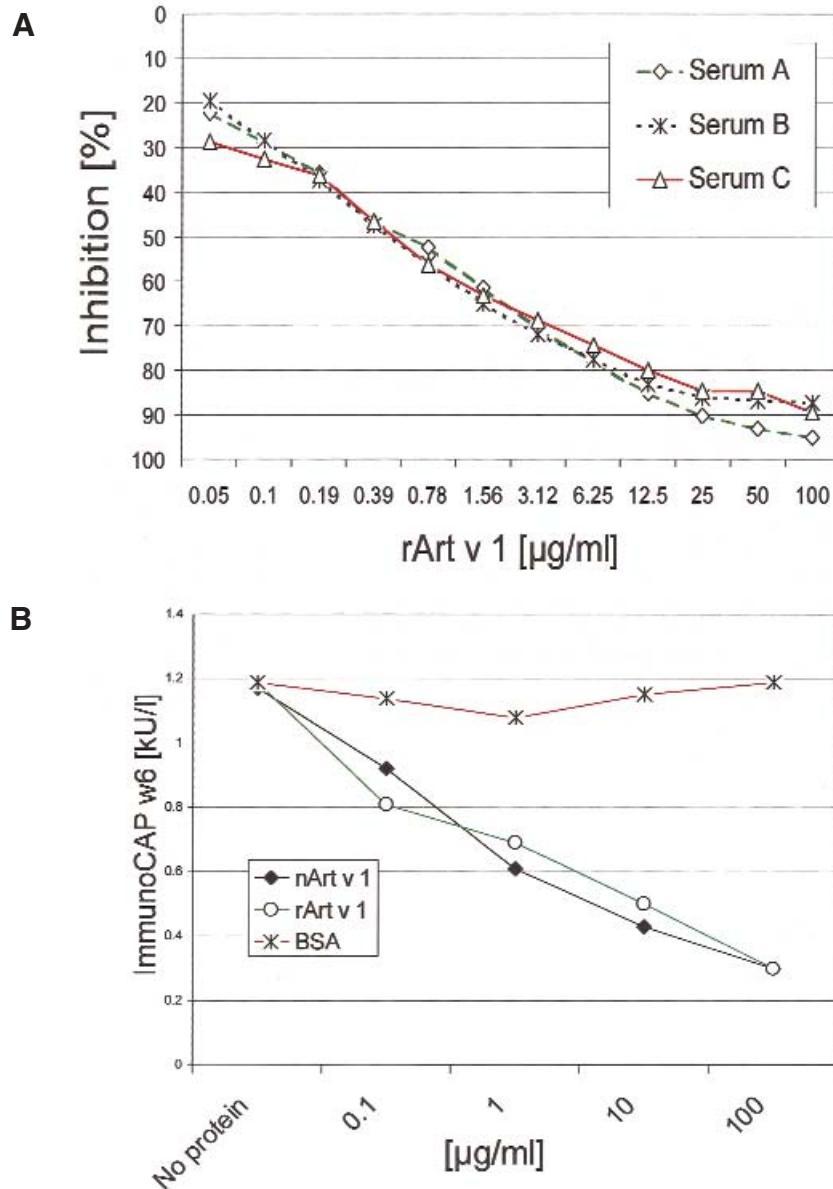 A
0
10
20
30
40
50
60
70
80
90
100
Inhibition [%]
Serum A
Serum B
Serum C
0.05 0.1 0.19 0.39 0.78 1.56 3.12 6.25 12.5 25 50 100
rArt v 1 [µg/ml]
B
1.4
1.2
1
0.8
0.6
0.4
0.2
0
ImmunoCAP w6 [kU/l]
nArt v 1
rArt v 1
BSA
No protein 0.1 1 10 100
[µg/ml]